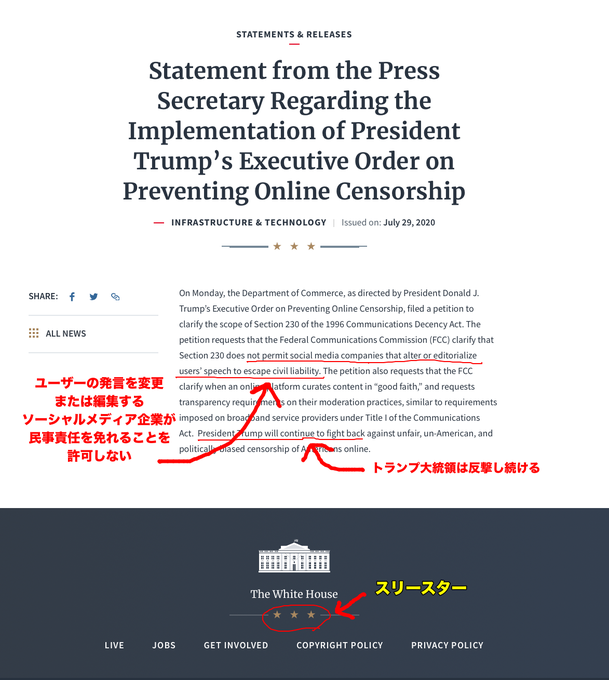 STATEMENTS & RELEASES
Statement from the Press
Secretary Regarding the
Implementation of President
Trump's Executive Order on
Preventing Online Censorship
INFRASTRUCTURE & TECHNOLOGY | Issued on: July 29, 2020
SHARE:
ALL NEWS
On Monday, the Department of Commerce, as directed by President Donald J.
Trump's Executive Order on Preventing Online Censorship, filed a petition to
clarify the scope of Section 230 of the 1996 Communications Decency Act. The
petition requests that the Federal Communications Commission (FCC) clarify that
Section 230 does not permit social media companies that alter or editorialize
users' speech to escape civil liability. The petition also requests that the FCC
clarify when an online platform curates content in “good faith,” and requests
transparency requirements on their moderation practices, similar to requirements
imposed on broadband service providers under Title I of the Communications
Act. President Trump will continue to fight back against unfair, un-American, and
politically biased censorship of Americans online.
ユーザーの発言を変更
または編集する
ソーシャルメディア企業が
民事責任を免れることを
許可しない
トランプ大統領は反撃し続ける
The White House
スリースター
LIVE JOBS GET INVOLVED COPYRIGHT POLICY PRIVACY POLICY